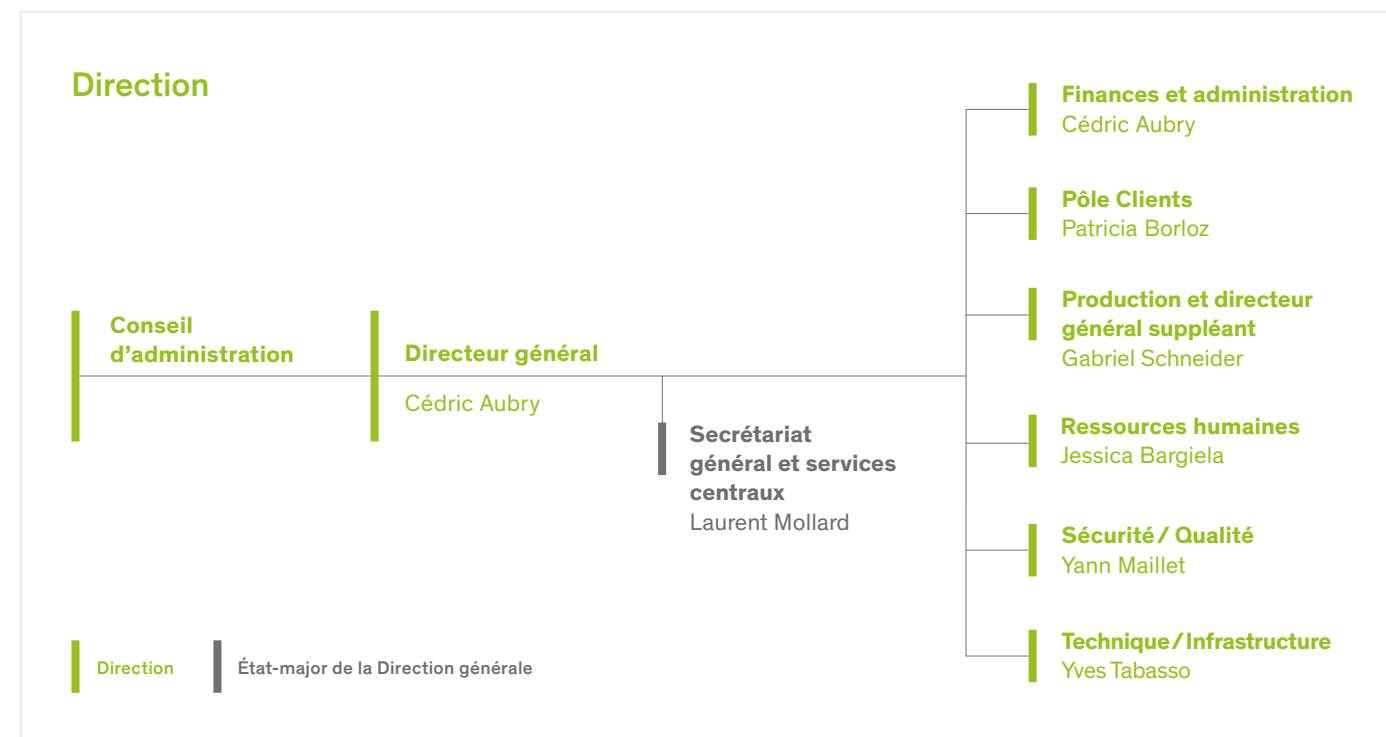 Direction
Conseil
d’administration
Directeur général
Cédric Aubry
Secrétariat
général et services
centraux
Laurent Mollard
Finances et administration
Cédric Aubry
Pôle Clients
Patricia Borloz
Production et directeur
général suppléant
Gabriel Schneider
Ressources humaines
Jessica Bargiela
Sécurité / Qualité
Yann Maillet
Technique / Infrastructure
Yves Tabasso
Direction
État-major de la Direction générale